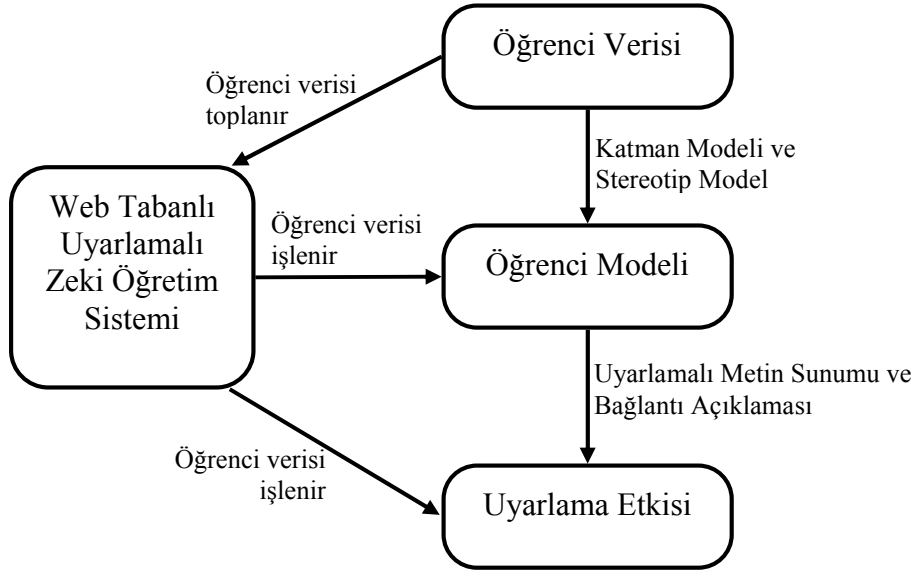 Öğrenci Verisi
Öğrenci verisi
toplanır
Katman Modeli ve
Stereotip Model
Web Tabanlı
Uyarlamalı
Zeki Öğretim
Sistemi
Öğrenci verisi
işlenir
Öğrenci Modeli
Uyarlamalı Metin Sunumu ve
Bağlantı Açıklaması
Öğrenci verisi
işlenir
Uyarlama Etkisi